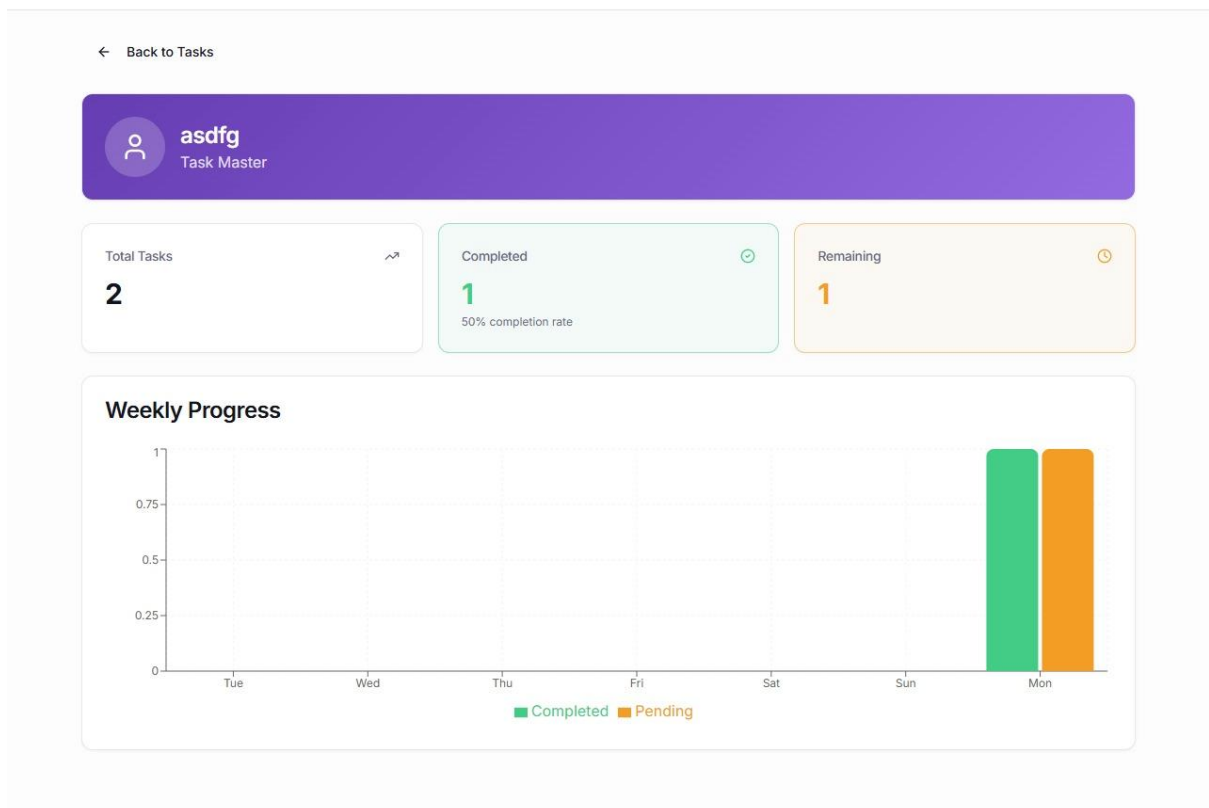 Back to Tasks
asdfg
Task Master
Total Tasks
2
Completed
1
50% completion rate
Remaining
1
Weekly Progress
1
0.75
0.5
0.25
0
Tue Wed Thu Fri Sat Sun Mon
Completed Pending